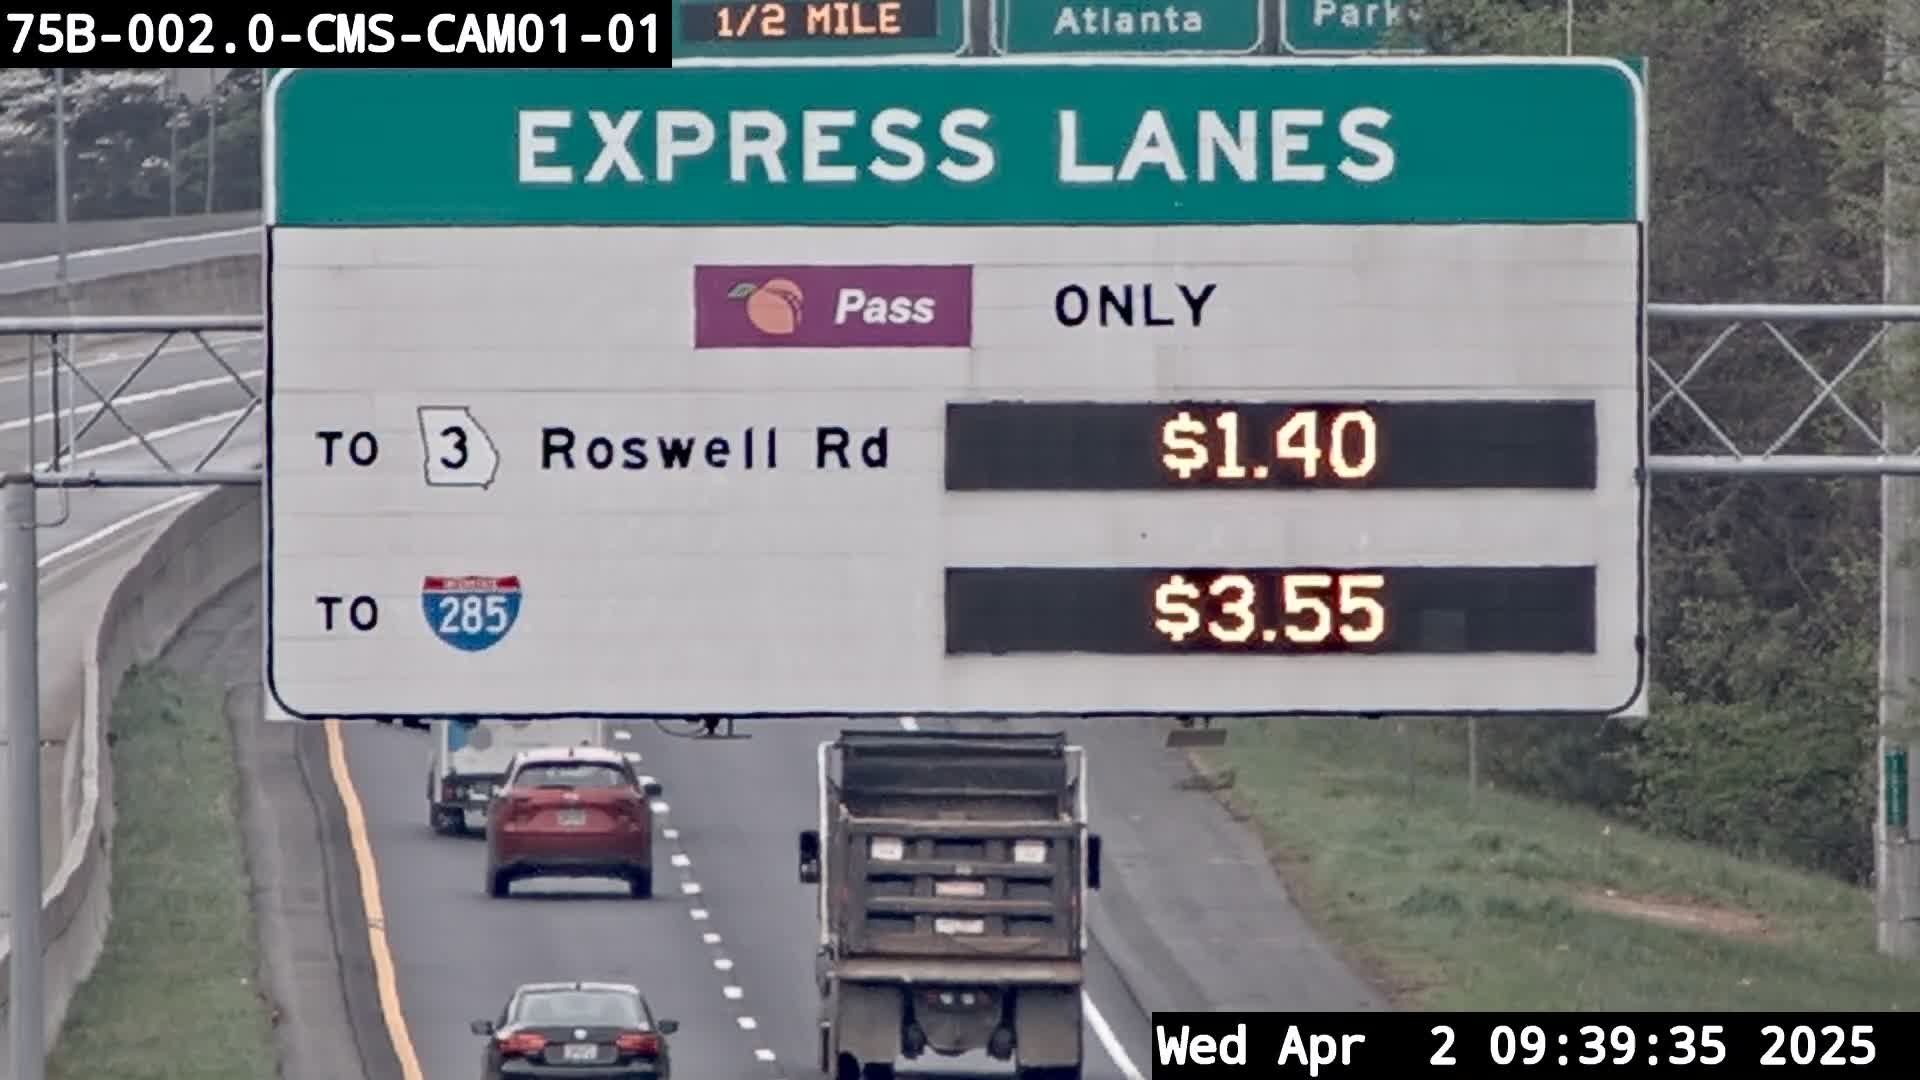 75B-002.0-CMS-CAM01-01
1/2 MILE
Atlanta
EXPRESS LANES
Pass ONLY
TO 3 Roswell Rd $1.40
TO INTERSTATE 285 $3.55
Wed Apr 2 09:39:35 2025